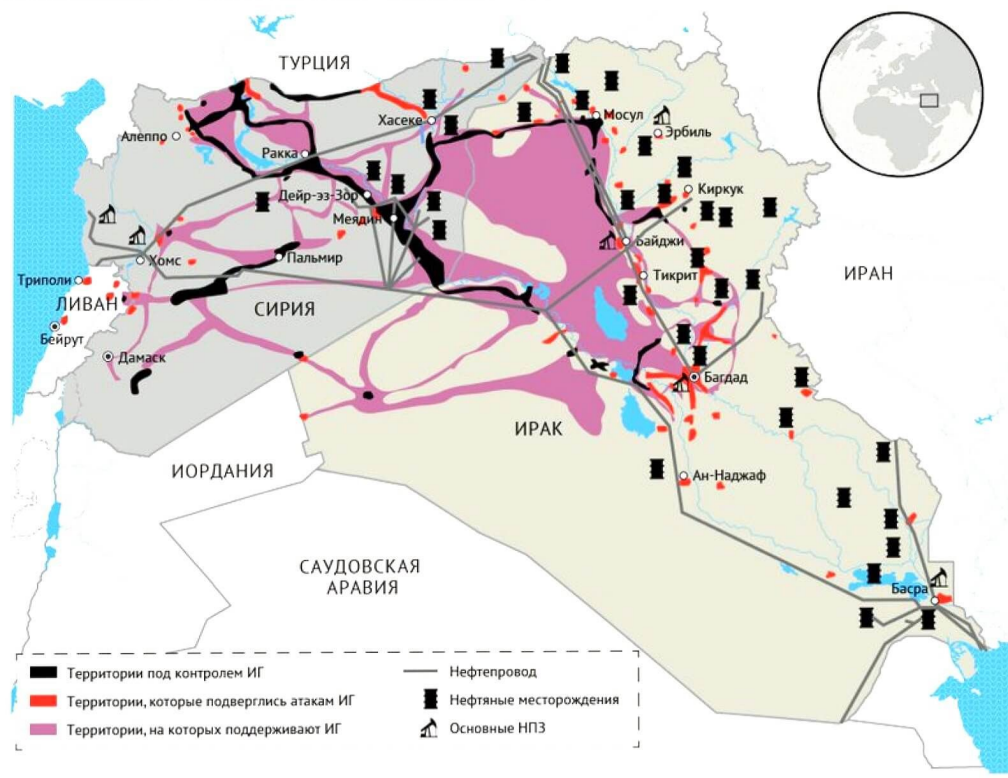 ТУРЦИЯ
Хасеке
Мосул
Эрбиль
Алеппо
Ракка
Дейр-эз-Зор
Киркук
Меядин
Байджи
Хомс
Пальмир
Тикрит
ИРАН
Триполи
ЛИВАН
СИРИЯ
Бейрут
Дамаск
Багдад
ИРАК
ИОРДАНИЯ
Ан-Наджаф
САУДОВСКАЯ
АРАВИЯ
Басра
Территории под контролем ИГ
Территории, которые подверглись атакам ИГ
Территории, на которых поддерживают ИГ
Нефтепровод
Нефтяные месторождения
Основные НПЗ